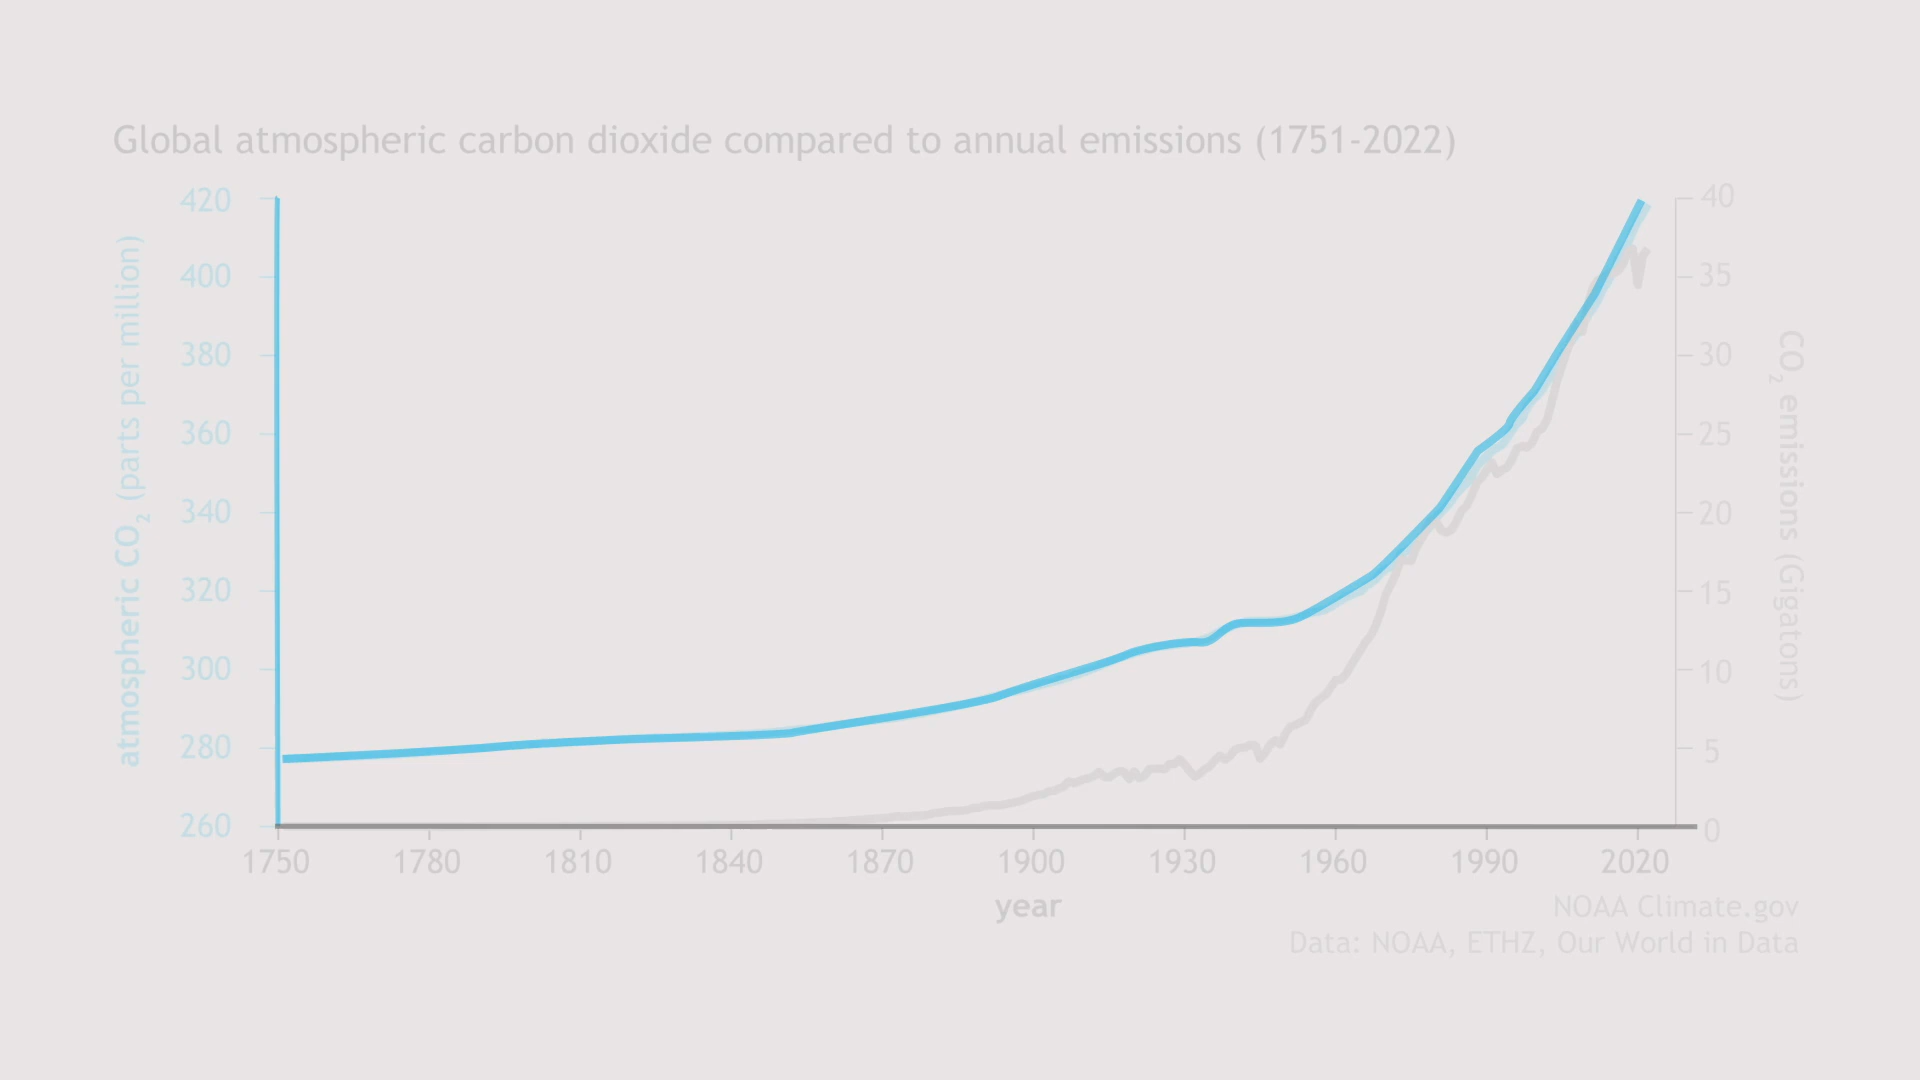 Global atmospheric carbon dioxide compared to annual emissions (1751-2022)
atmospheric CO2 (parts per million)
420
400
380
360
340
320
300
280
260
40
35
30
25
20
15
10
5
0
CO2 emissions (Gigatons)
1750 1780 1810 1840 1870 1900 1930 1960 1990 2020
year
NOAA Climate.gov
Data: NOAA, ETHZ, Our World in Data